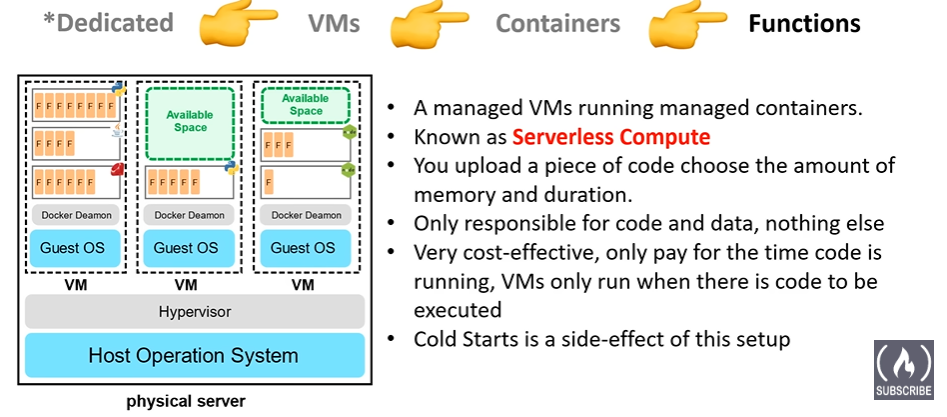 *Dedicated VMs Containers Functions
F F F F F F F F
F F F F
F F F F F F
Docker Deamon
Guest OS
VM
Available
Space
F F F F F
Docker Deamon
Guest OS
VM
Available
Space
F F F
F
Docker Deamon
Guest OS
VM
Hypervisor
Host Operation System
physical server
• A managed VMs running managed containers.
• Known as Serverless Compute
• You upload a piece of code choose the amount of
memory and duration.
• Only responsible for code and data, nothing else
• Very cost-effective, only pay for the time code is
running, VMs only run when there is code to be
executed
• Cold Starts is a side-effect of this setup
SUBSCRIBE